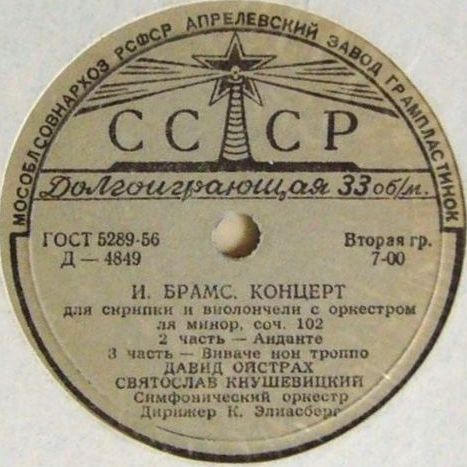 МОСОБЛСОВНАРХОЗ РСФСР АПРЕЛЕВСКИЙ ЗАВОД ГРАМПЛАСТИНОК
СССР
Долгоиграющая 33 об/м.
ГОСТ 5289-56 Вторая гр.
Д — 4849 7-00
И. БРАМС. КОНЦЕРТ
для скрипки и виолончели с оркестром
ля минор, соч. 102
2 часть — Анданте
3 часть — Виваче нон троппо
ДАВИД ОЙСТРАХ
СВЯТОСЛАВ КНУШЕВИЦКИЙ
Симфонический оркестр
Дирижер К. Элиасберг